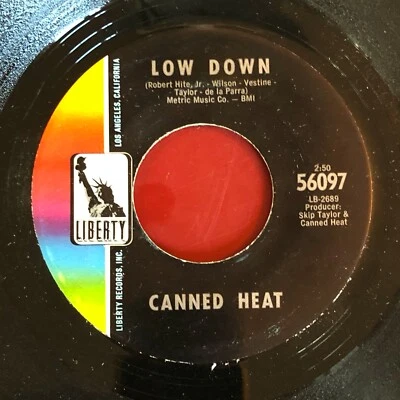 LOW DOWN
(Robert Hite, Jr. - Wilson - Vestine -
Taylor - de la Parra)
Metric Music Co. — BMI
2:50
56097
LB-2689
Producer:
Skip Taylor &
Canned Heat
LIBERTY
LIBERTY RECORDS, INC.
LOS ANGELES, CALIFORNIA
CANNED HEAT